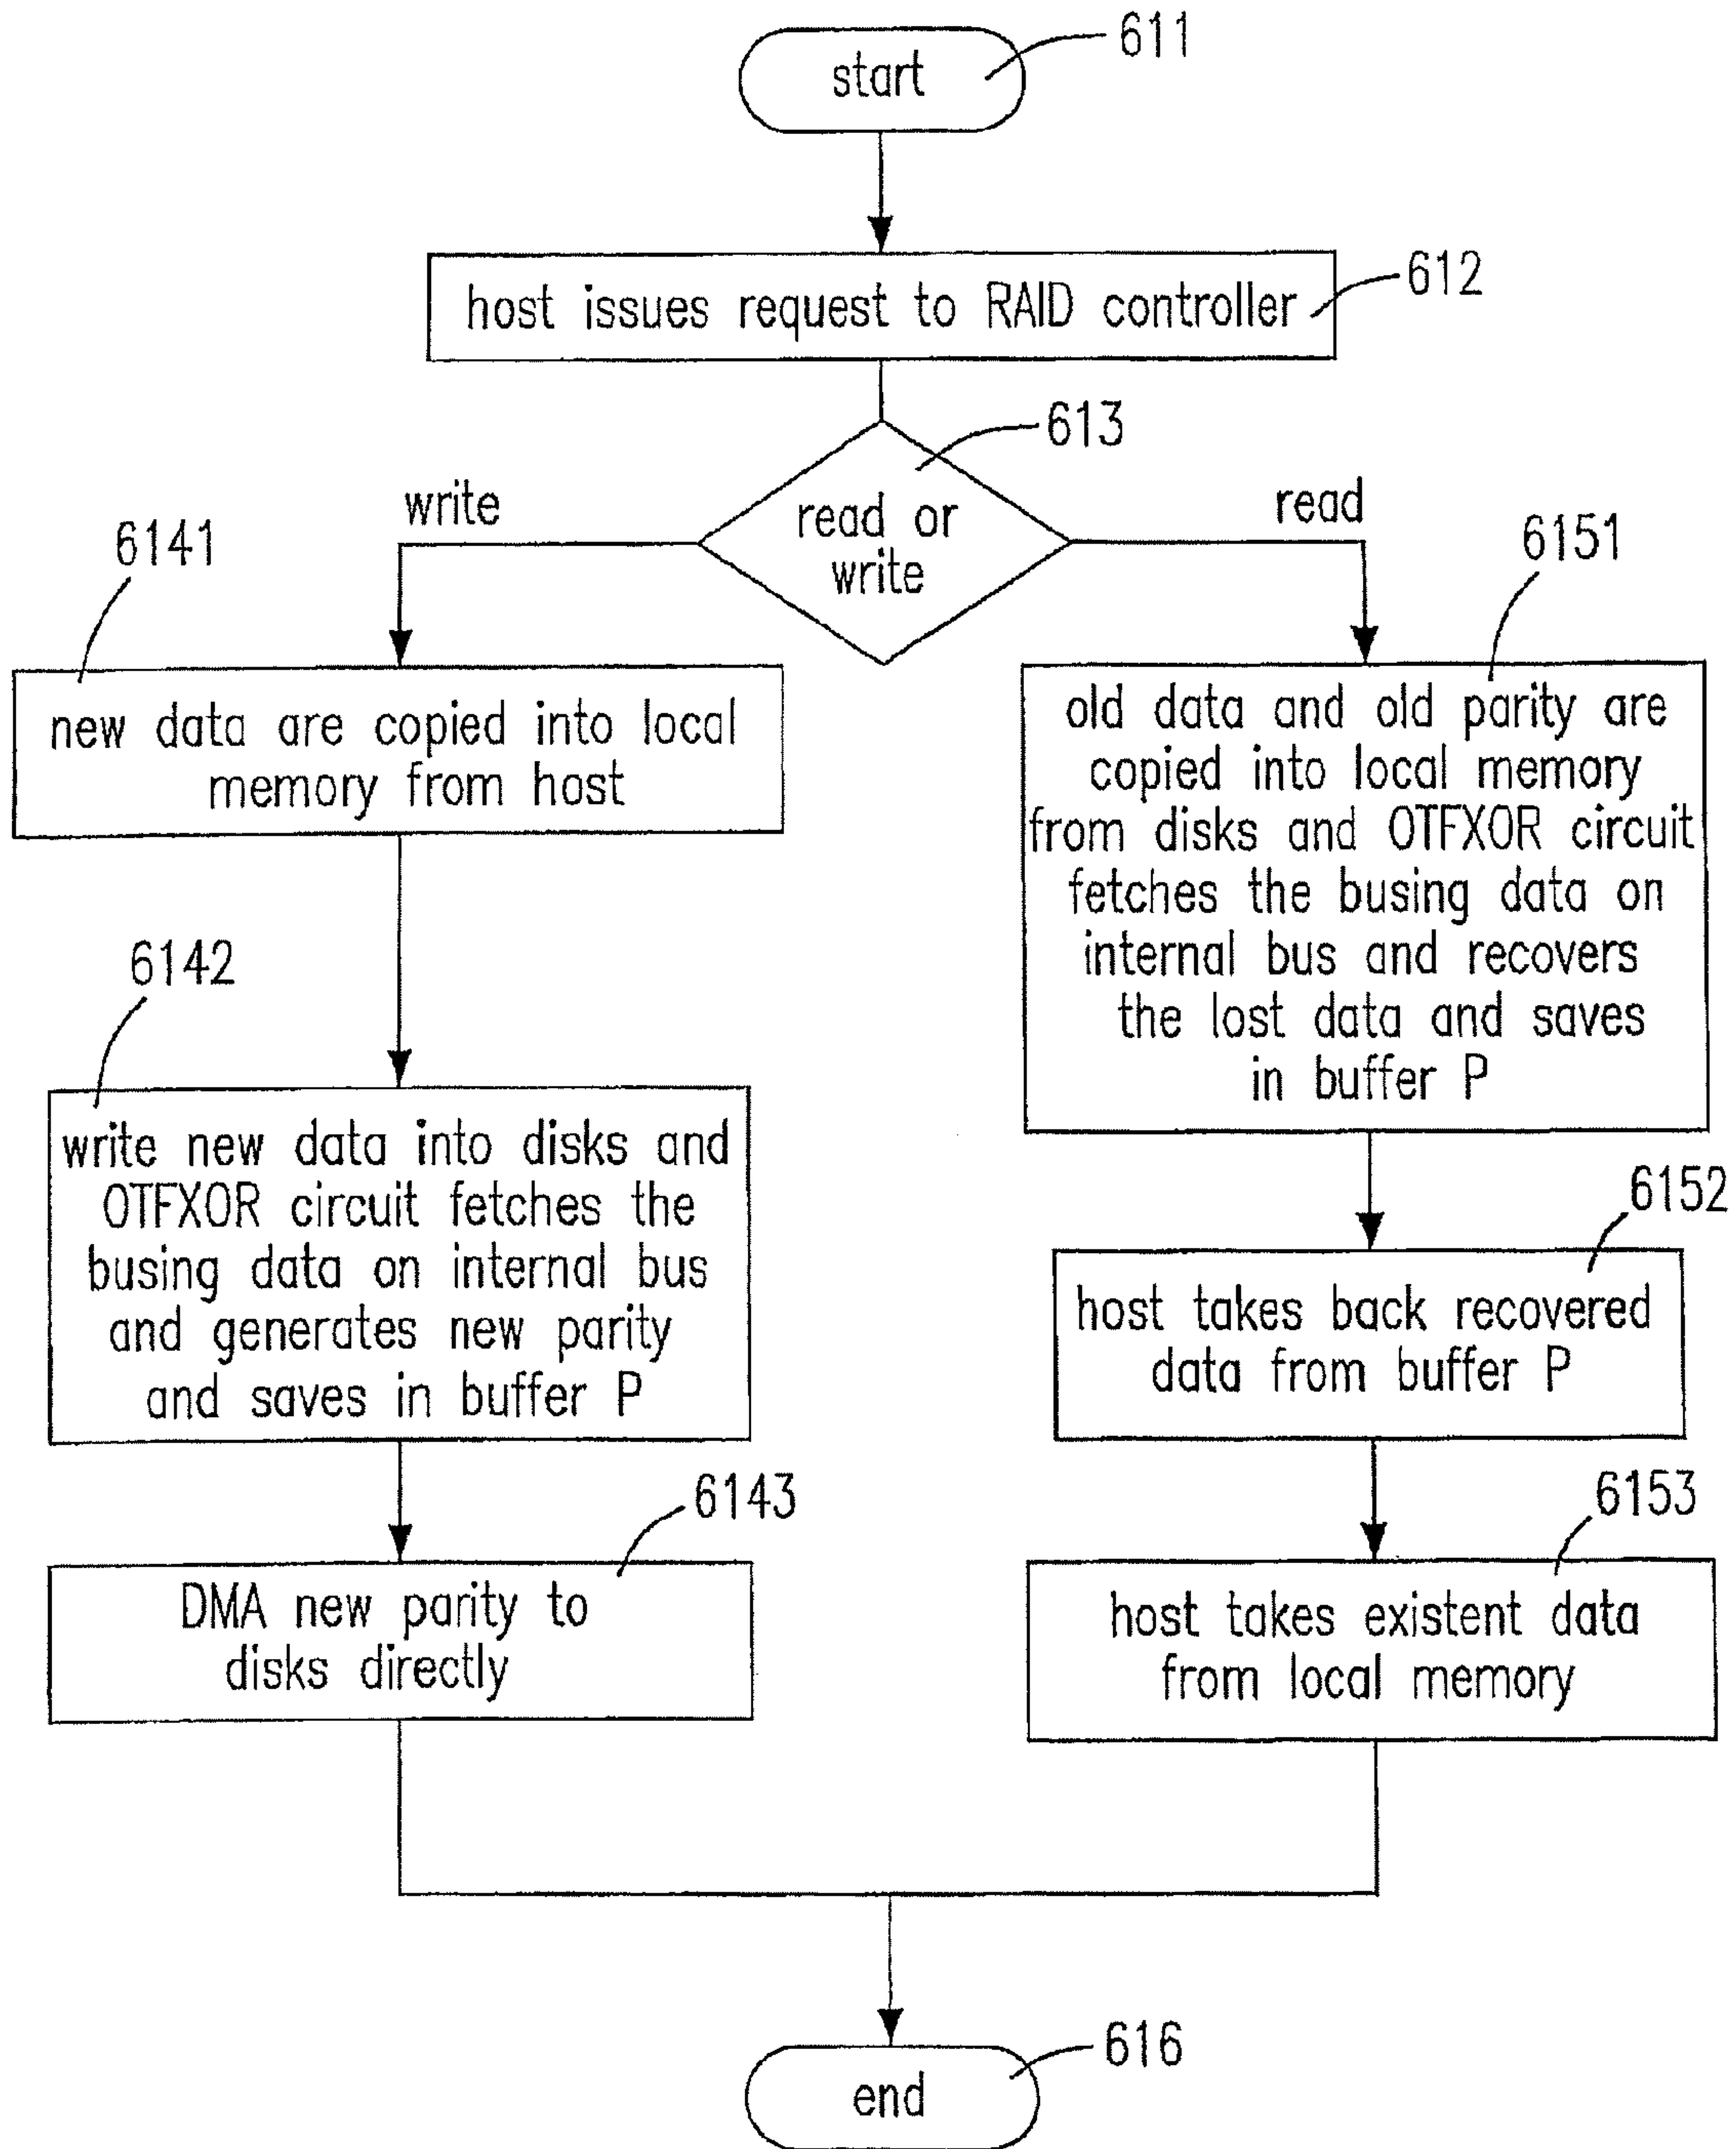 start
611
host issues request to RAID controller
612
613
read or
write
write
read
6141
new data are copied into local
memory from host
6151
old data and old parity are
copied into local memory
from disks and OTFXOR circuit
fetches the busing data on
internal bus and recovers
the lost data and saves
in buffer P
6142
write new data into disks and
OTFXOR circuit fetches the
busing data on internal bus
and generates new parity
and saves in buffer P
6152
host takes back recovered
data from buffer P
6143
DMA new parity to
disks directly
6153
host takes existent data
from local memory
616
end